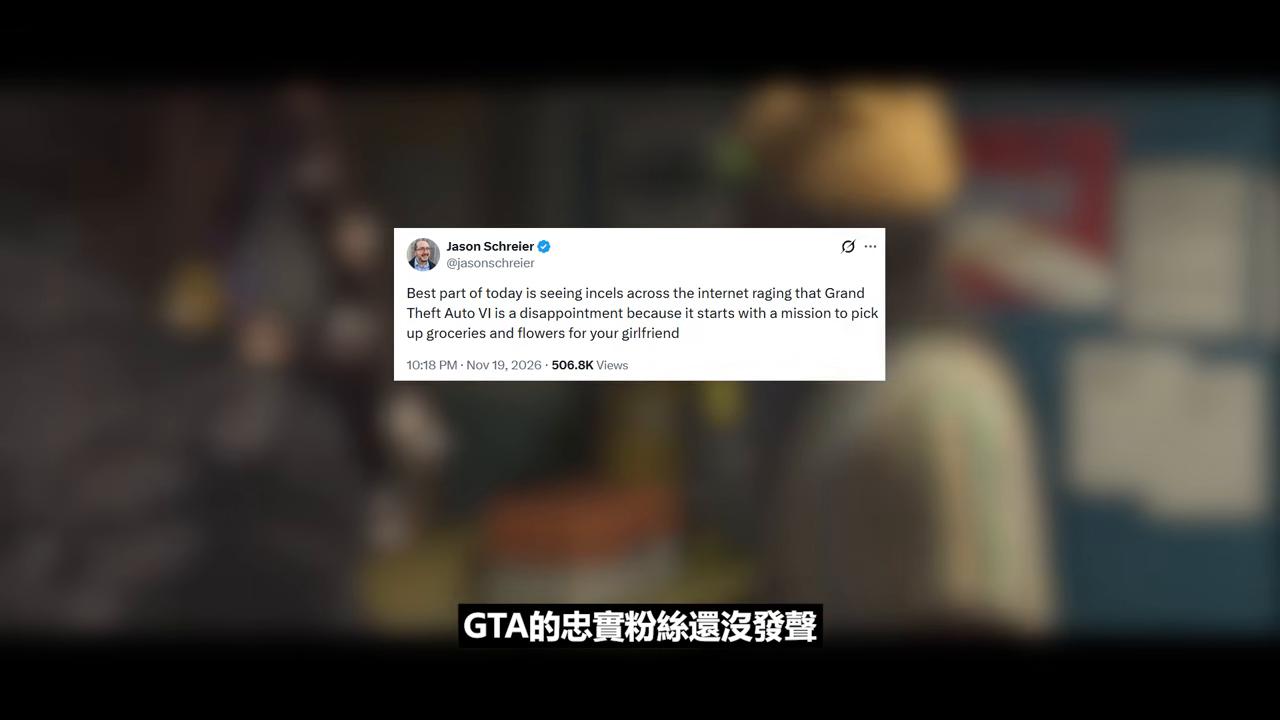 Jason Schreier
@jasonschreier
Best part of today is seeing incels across the internet raging that Grand
Theft Auto VI is a disappointment because it starts with a mission to pick
up groceries and flowers for your girlfriend
10:18 PM · Nov 19, 2026 · 506.8K Views
GTA的忠實粉絲還沒發聲